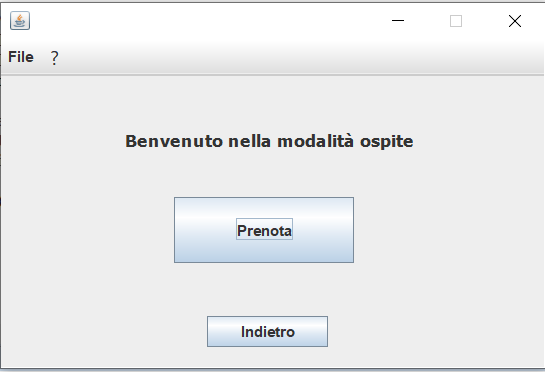 File ?
Benvenuto nella modalità ospite
Prenota
Indietro